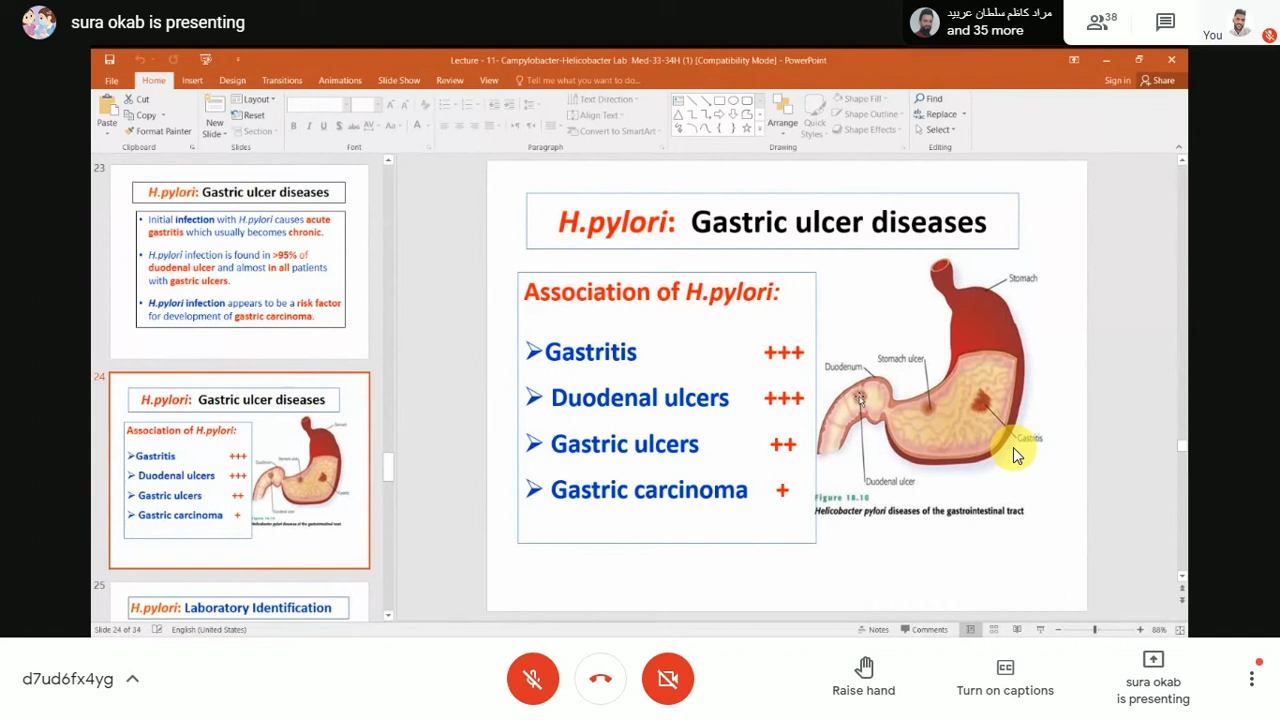 sura okab is presenting
مراد كاظم سلطان عريبد
and 35 more
38
You
Lecture - 11- Campylobacter-Helicobacter Lab Med-33-34H (1) [Compatibility Mode] - PowerPoint
File
Home
Insert
Design
Transitions
Animations
Slide Show
Review
View
Tell me what you want to do...
Sign in
Share
Paste
Cut
Copy
Format Painter
Clipboard
New
Slide
Layout
Reset
Section
Slides
Font
Text Direction
Align Text
Convert to SmartArt
Paragraph
Arrange
Quick
Styles
Shape Fill
Shape Outline
Shape Effects
Drawing
Find
Replace
Select
Editing
23
H.pylori: Gastric ulcer diseases
Initial infection with H.pylori causes acute
gastritis which usually becomes chronic.
H.pylori infection is found in >95% of
duodenal ulcer and almost in all patients
with gastric ulcers.
H.pylori infection appears to be a risk factor
for development of gastric carcinoma.
24
H.pylori: Gastric ulcer diseases
Association of H.pylori:
Gastritis +++
Duodenal ulcers +++
Gastric ulcers ++
Gastric carcinoma +
25
H.pylori: Laboratory Identification
H.pylori: Gastric ulcer diseases
Association of H.pylori:
Gastritis +++
Duodenal ulcers +++
Gastric ulcers ++
Gastric carcinoma +
Stomach
Stomach ulcer
Duodenum
Gastritis
Duodenal ulcer
Figure 18.10
Helicobacter pylori diseases of the gastrointestinal tract
Slide 24 of 34
English (United States)
Notes
Comments
88%
d7ud6fx4yg
Raise hand
Turn on captions
sura okab
is presenting